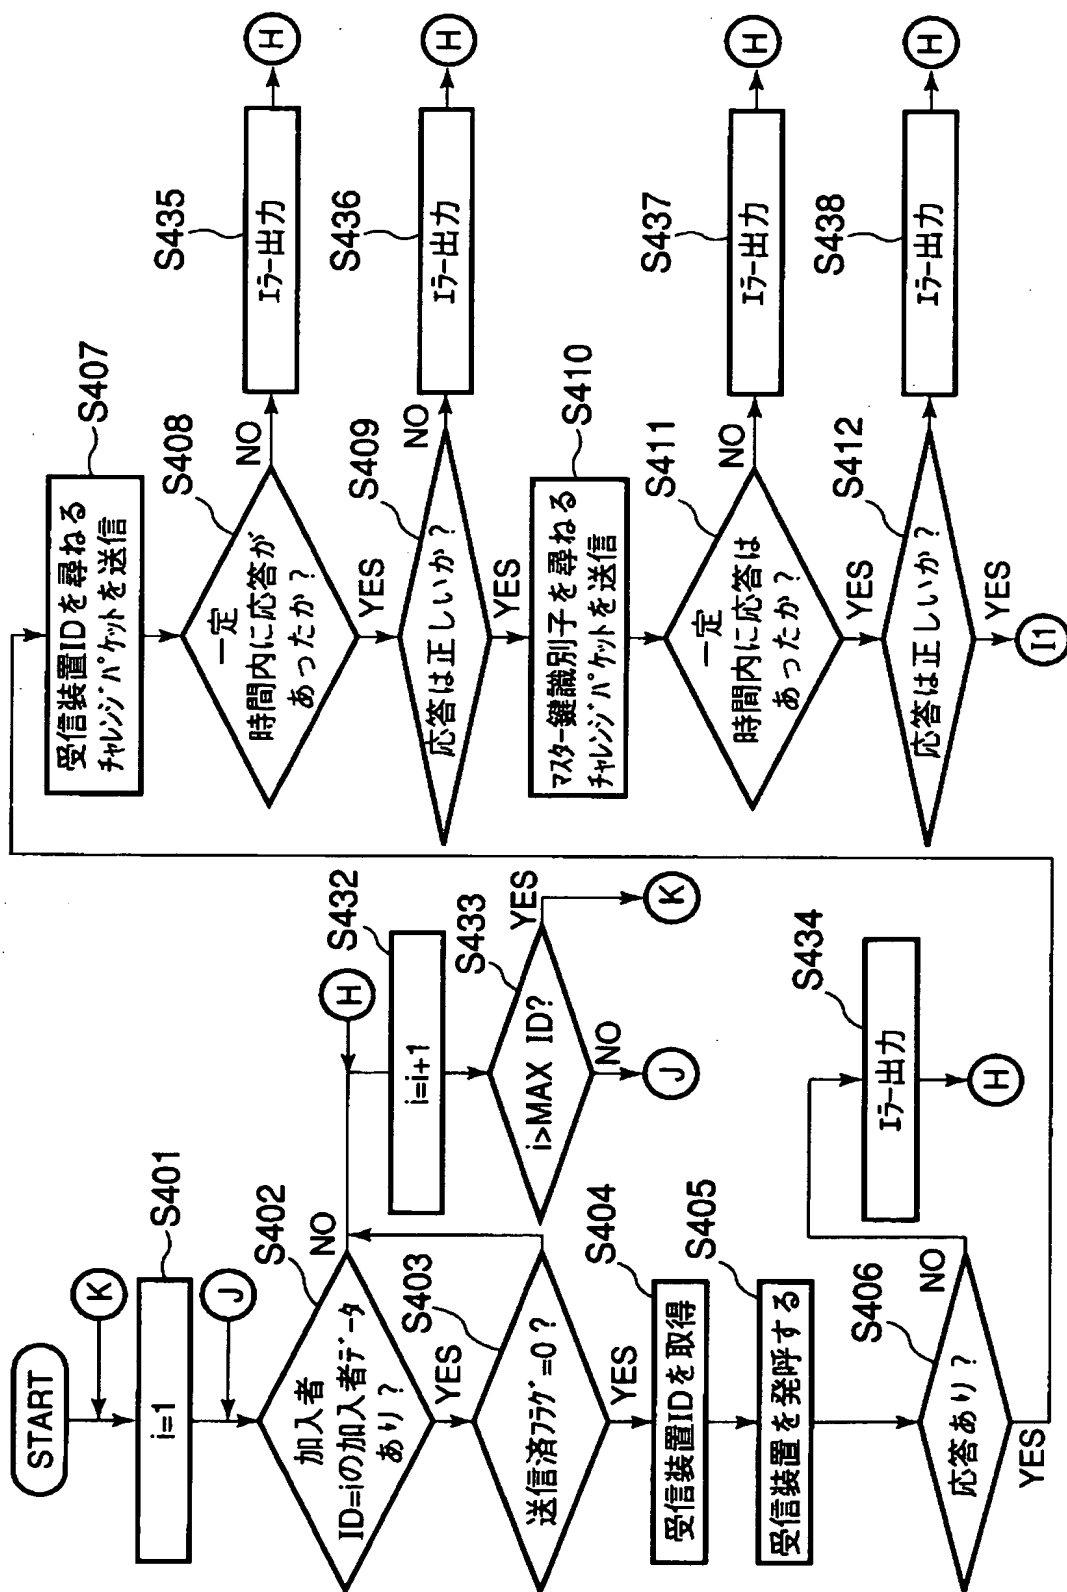 START
K
i=1
S401
J
加入者
ID=iの加入者データ
あり？
S402
NO
YES
送信済フラグ=0？
S403
YES
受信装置IDを取得
S404
受信装置を発呼する
S405
応答あり？
S406
NO
YES
エラー出力
S434
H
H
i=i+1
S432
i>MAX ID?
S433
YES
K
NO
J
受信装置IDを尋ねる
チャレンジパケットを送信
S407
一定
時間内に応答が
あったか？
S408
NO
YES
エラー出力
S435
H
応答は正しいか？
S409
NO
YES
エラー出力
S436
H
マスター鍵識別子を尋ねる
チャレンジパケットを送信
S410
一定
時間内に応答は
あったか？
S411
NO
YES
エラー出力
S437
H
応答は正しいか？
S412
YES
エラー出力
S438
H
I1